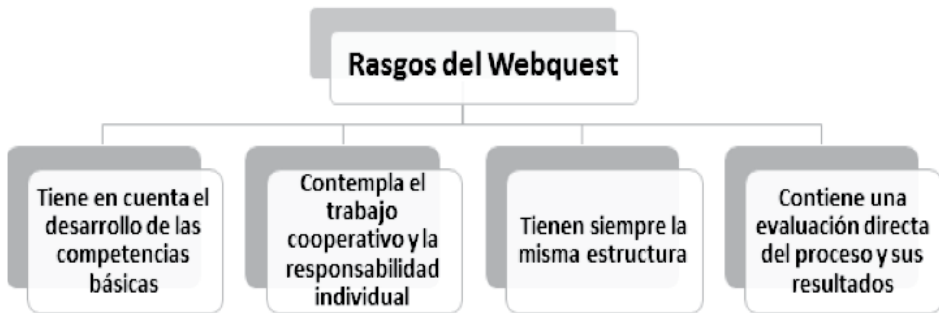 Rasgos del Webquest
Tiene en cuenta el
desarrollo de las
competencias
básicas
Contempla el
trabajo
cooperativo y la
responsabilidad
individual
Tienen siempre la
misma estructura
Contiene una
evaluación directa
del proceso y sus
resultados